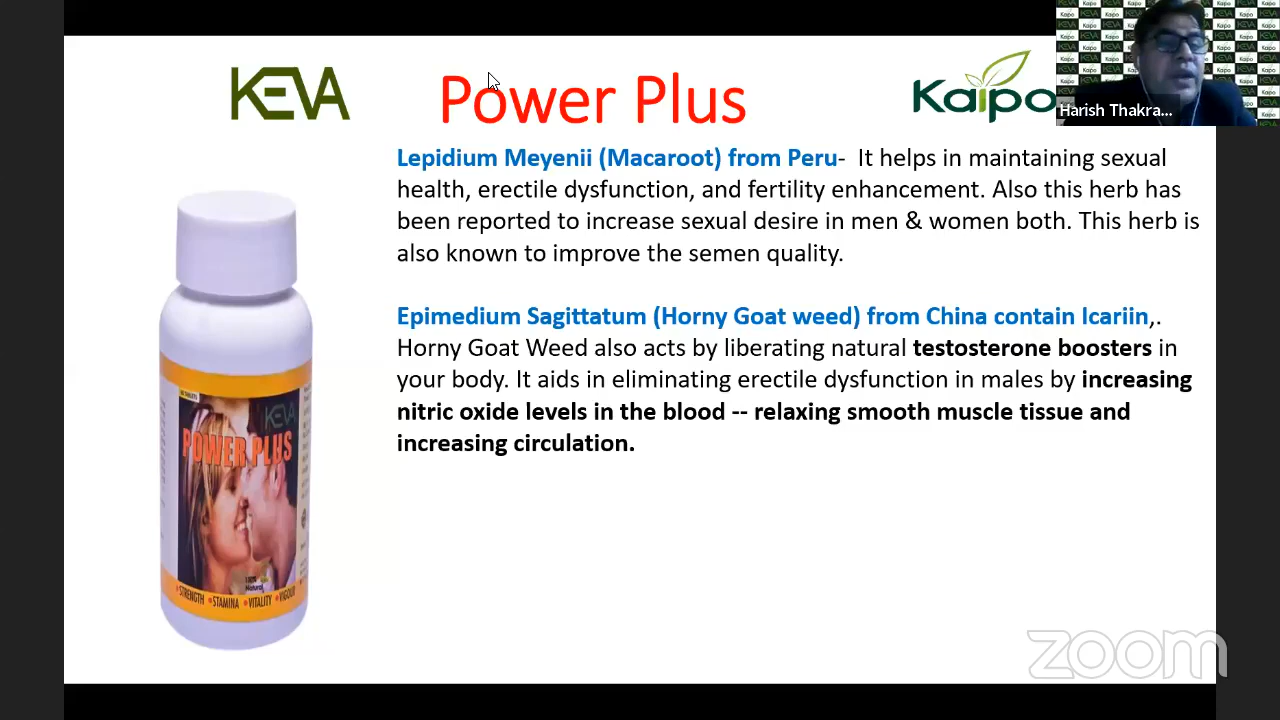 KEVA
Power Plus
Kaipo
Harish Thakra...
Lepidium Meyenii (Macaroot) from Peru-  It helps in maintaining sexual
health, erectile dysfunction, and fertility enhancement. Also this herb has
been reported to increase sexual desire in men & women both. This herb is
also known to improve the semen quality.
Epimedium Sagittatum (Horny Goat weed) from China contain Icariin,.
Horny Goat Weed also acts by liberating natural testosterone boosters in
your body. It aids in eliminating erectile dysfunction in males by increasing
nitric oxide levels in the blood -- relaxing smooth muscle tissue and
increasing circulation.
KEVA
POWER PLUS
100%
Natural
• STRENGTH • STAMINA • VITALITY • VIGOUR
zoom